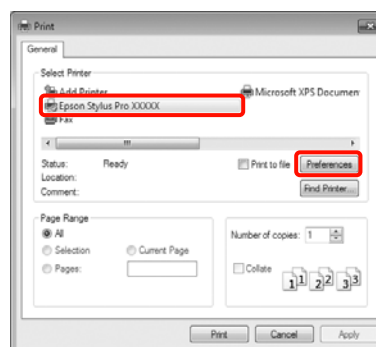 Print
General
Select Printer
Add Printer
Microsoft XPS Documen
Epson Stylus Pro XXXXX
Fax
Status: Ready
Print to file
Preferences
Location:
Comment:
Find Printer...
Page Range
All
Selection
Current Page
Pages:
Number of copies: 1
Collate
1 1 2 2 3 3
Print
Cancel
Apply